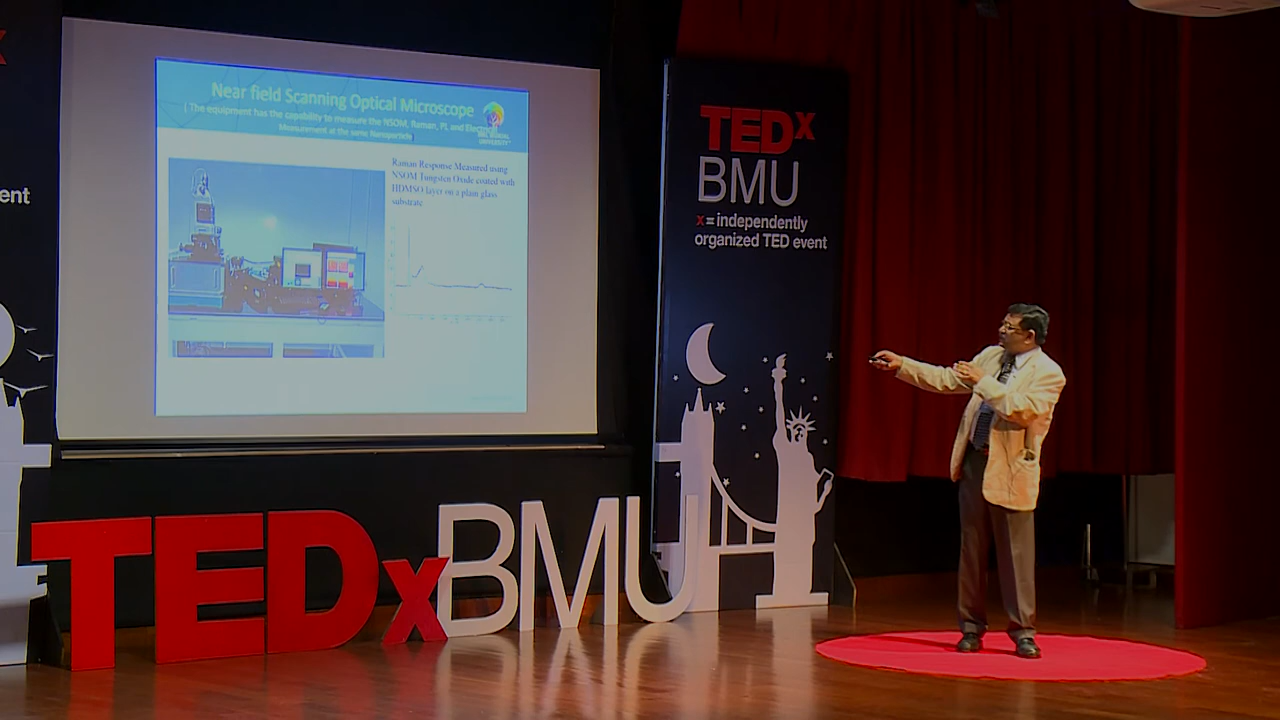 Near field Scanning Optical Microscope
( The equipment has the capability to measure the NSOM, Raman, PL and Electrical
Measurement at the same Nanoparticle)
UNIVERSITY
Raman Response Measured using
NSOM Tungsten Oxide coated with
HDMSO layer on a plain glass
substrate
x
ent
TEDx
BMU
x = independently
organized TED event
TEDxBMU